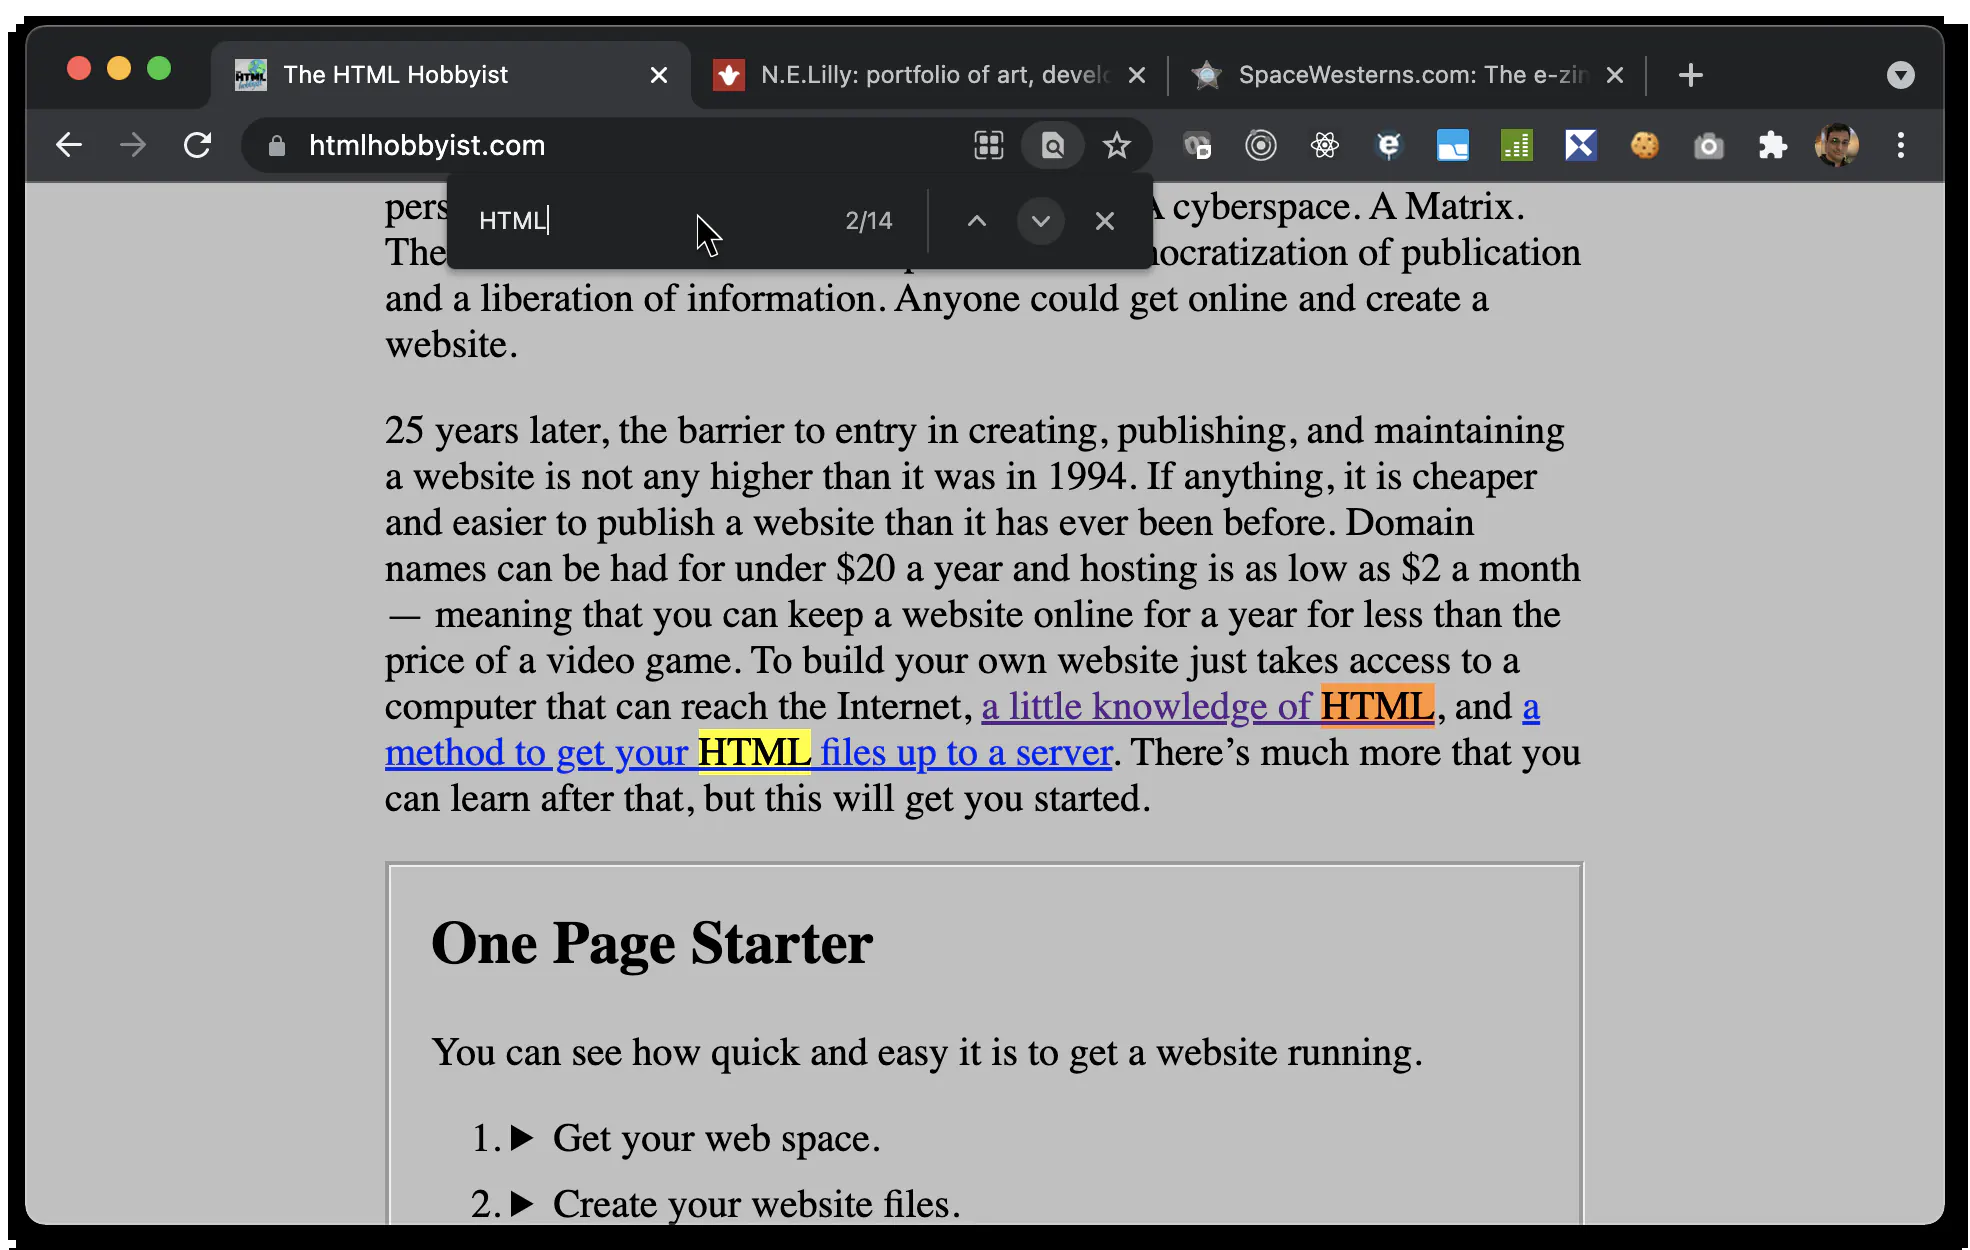 The HTML Hobbyist
N.E.Lilly: portfolio of art, develo
SpaceWesterns.com: The e-zin
htmlhobbyist.com
HTML
2/14
pers A cyberspace. A Matrix.
The nocratization of publication
and a liberation of information. Anyone could get online and create a
website.
25 years later, the barrier to entry in creating, publishing, and maintaining
a website is not any higher than it was in 1994. If anything, it is cheaper
and easier to publish a website than it has ever been before. Domain
names can be had for under $20 a year and hosting is as low as $2 a month
— meaning that you can keep a website online for a year for less than the
price of a video game. To build your own website just takes access to a
computer that can reach the Internet, a little knowledge of HTML, and a
method to get your HTML files up to a server. There’s much more that you
can learn after that, but this will get you started.
One Page Starter
You can see how quick and easy it is to get a website running.
1. ▶ Get your web space.
2. ▶ Create your website files.